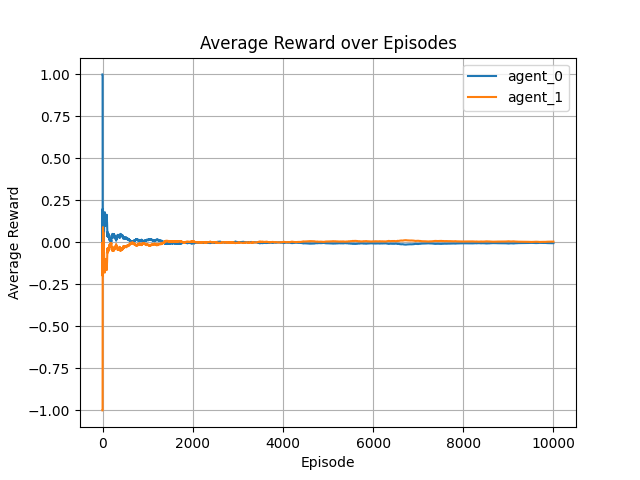 Average Reward over Episodes
agent_0
agent_1
1.00
0.75
0.50
0.25
0.00
−0.25
−0.50
−0.75
−1.00
Average Reward
0 2000 4000 6000 8000 10000
Episode